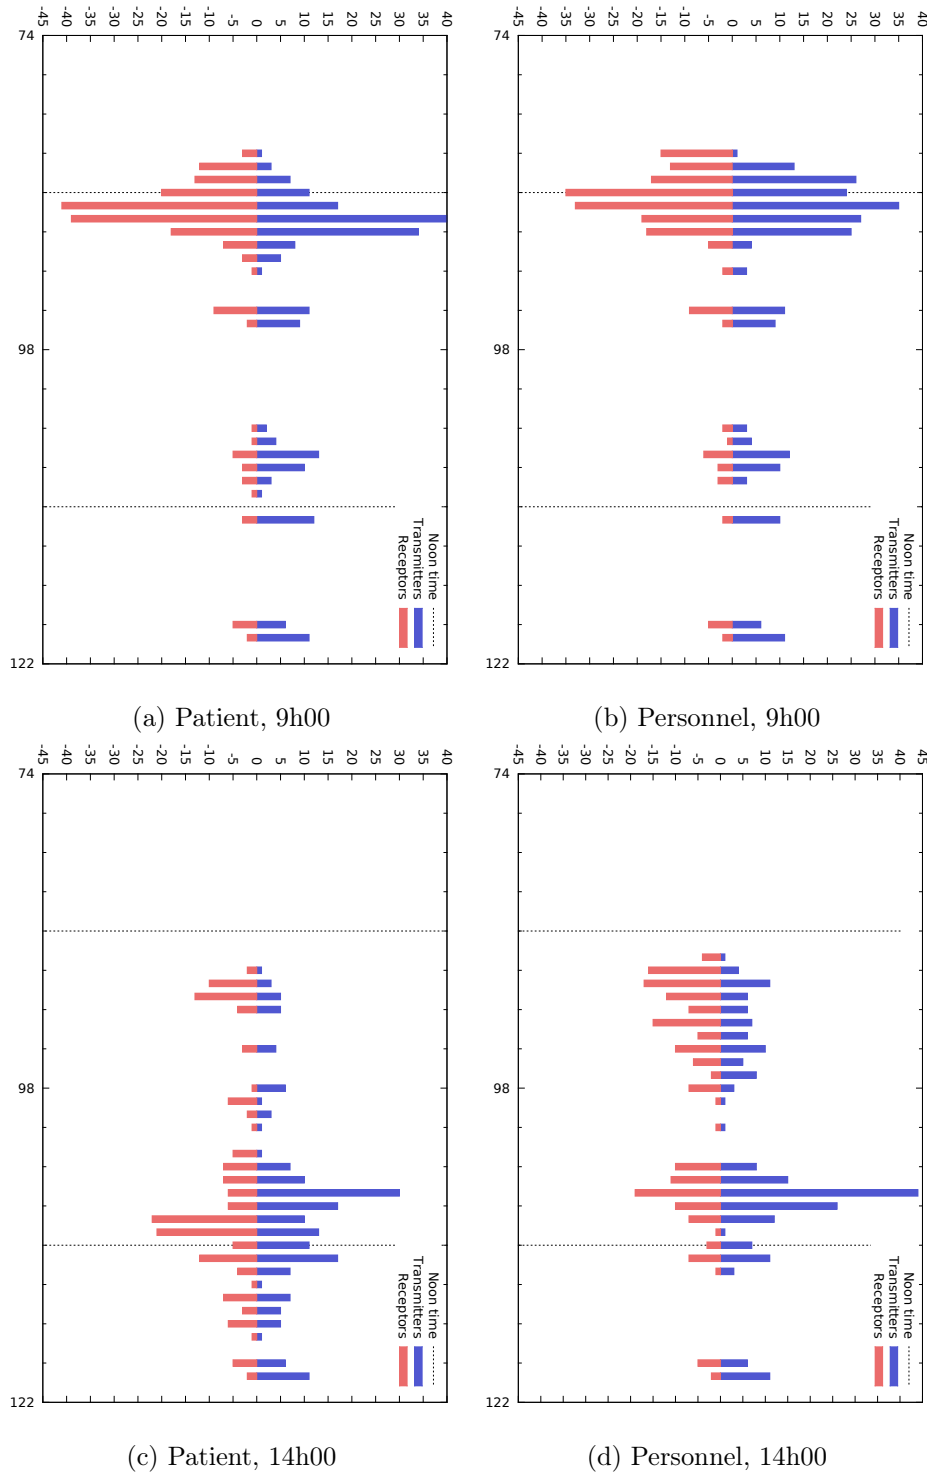 -45 -40 -35 -30 -25 -20 -15 -10 -5 0 5 10 15 20 25 30 35 40
74
98
122
Noon time
Transmitters
Receptors
(a) Patient, 9h00
-45 -40 -35 -30 -25 -20 -15 -10 -5 0 5 10 15 20 25 30 35 40
74
98
122
Noon time
Transmitters
Receptors
(b) Personnel, 9h00
-45 -40 -35 -30 -25 -20 -15 -10 -5 0 5 10 15 20 25 30 35 40
74
98
122
Noon time
Transmitters
Receptors
(c) Patient, 14h00
-45 -40 -35 -30 -25 -20 -15 -10 -5 0 5 10 15 20 25 30 35 40 45
74
98
122
Noon time
Transmitters
Receptors
(d) Personnel, 14h00